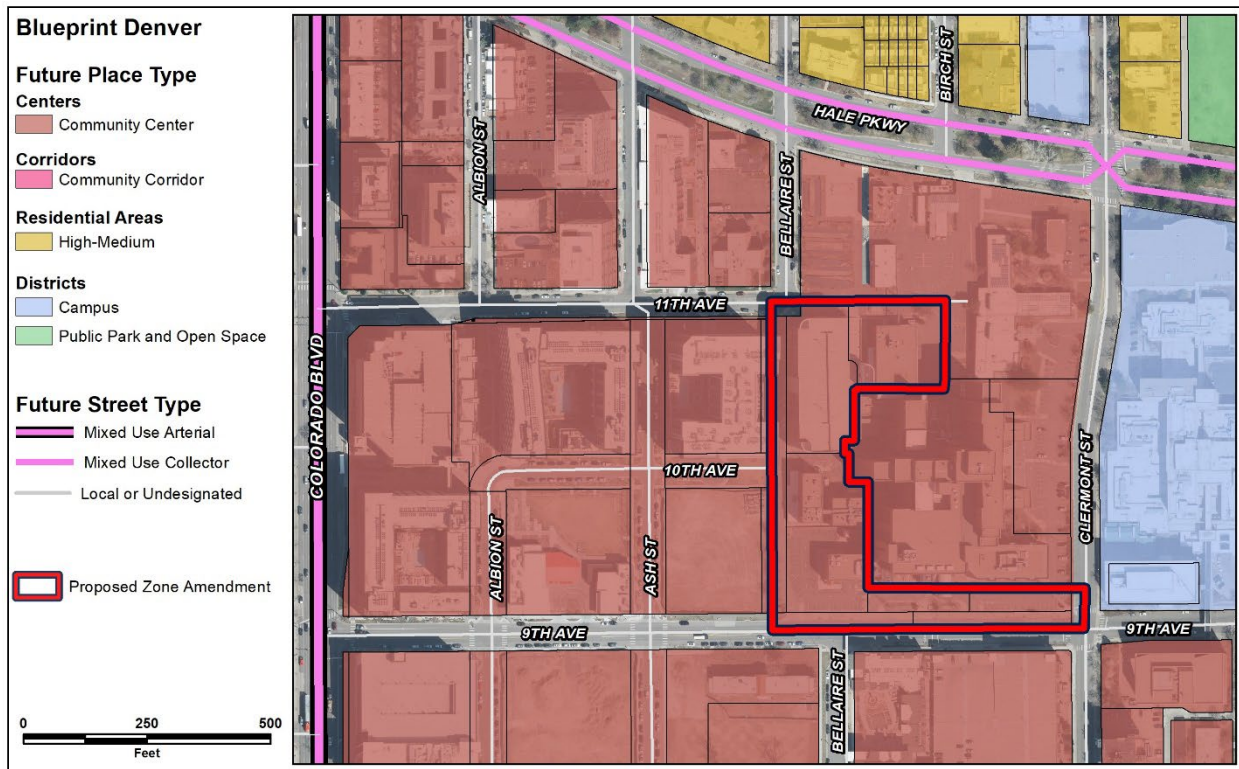 Blueprint Denver
Future Place Type
Centers
Community Center
Corridors
Community Corridor
Residential Areas
High-Medium
Districts
Campus
Public Park and Open Space
Future Street Type
Mixed Use Arterial
Mixed Use Collector
Local or Undesignated
Proposed Zone Amendment
0 250 500
Feet
BIRCH ST
HALE PKWY
ALBION ST
BELLAIRE ST
11TH AVE
COLORADO BLVD
10TH AVE
CLERMONT ST
ALBION ST
ASH ST
9TH AVE
9TH AVE
BELLAIRE ST